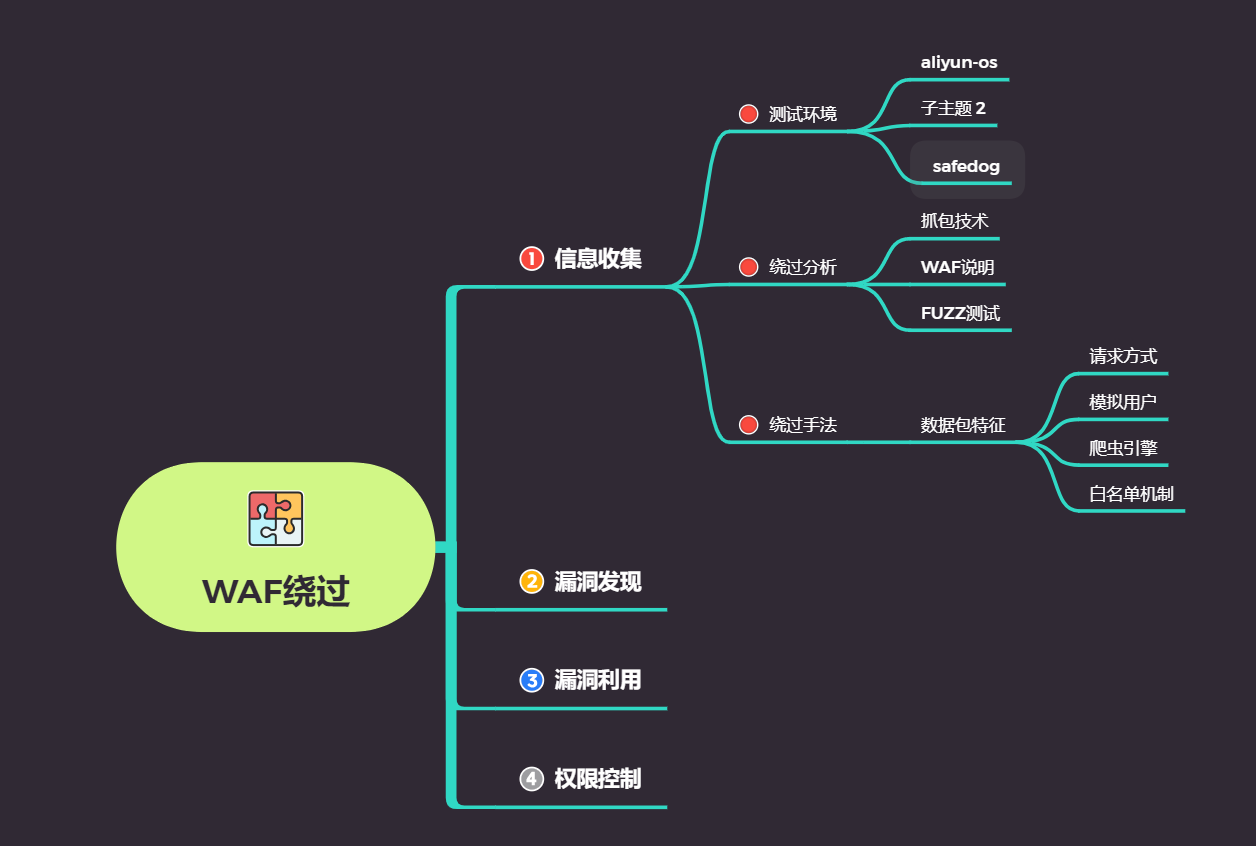 WAF绕过
1 信息收集
测试环境
aliyun-os
子主题 2
safedog
绕过分析
抓包技术
WAF说明
FUZZ测试
绕过手法
数据包特征
请求方式
模拟用户
爬虫引擎
白名单机制
2 漏洞发现
3 漏洞利用
4 权限控制